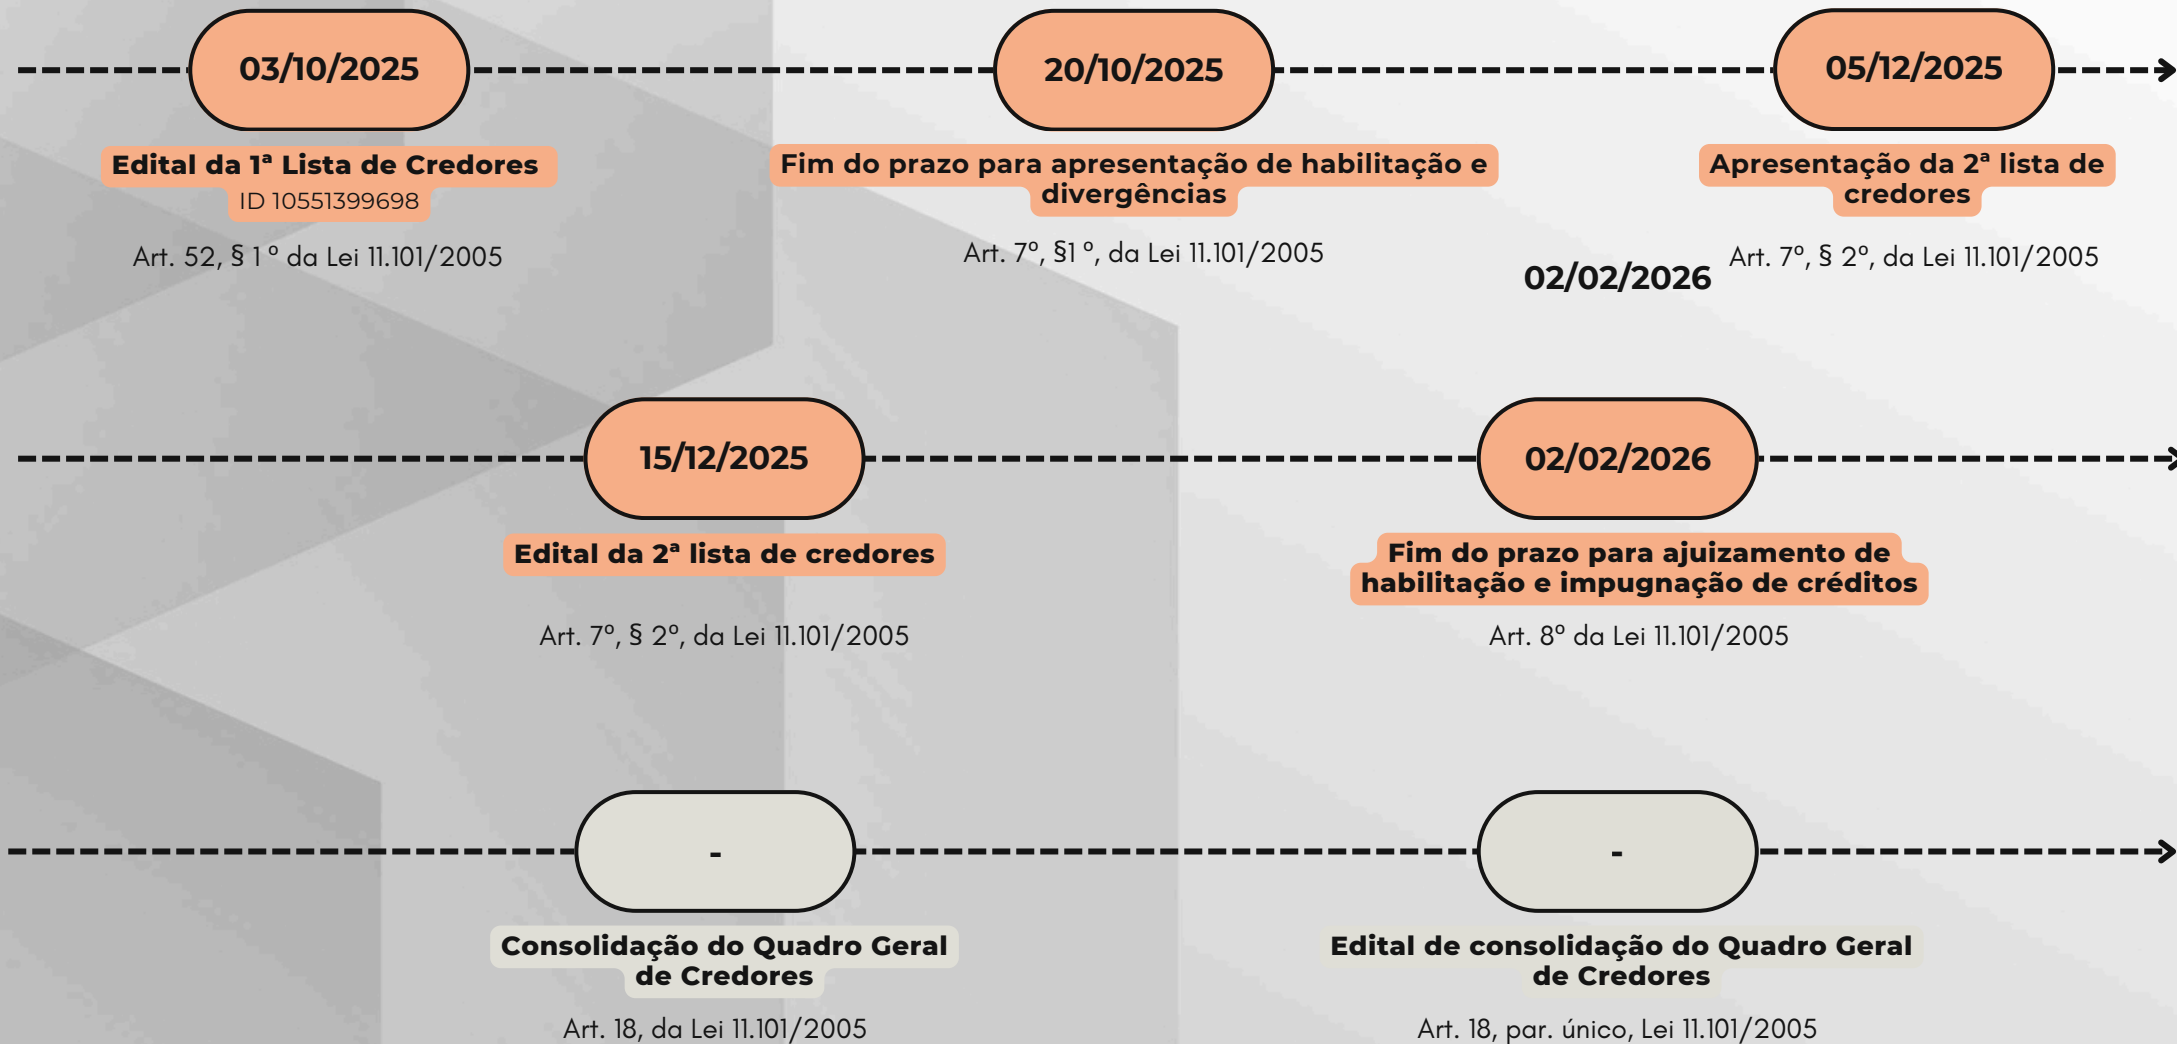 03/10/2025
Edital da 1ª Lista de Credores
ID 10551399698
Art. 52, § 1 º da Lei 11.101/2005
20/10/2025
Fim do prazo para apresentação de habilitação e
divergências
Art. 7º, §1 º, da Lei 11.101/2005
05/12/2025
Apresentação da 2ª lista de
credores
Art. 7º, § 2º, da Lei 11.101/2005
02/02/2026
15/12/2025
Edital da 2ª lista de credores
Art. 7º, § 2º, da Lei 11.101/2005
02/02/2026
Fim do prazo para ajuizamento de
habilitação e impugnação de créditos
Art. 8º da Lei 11.101/2005
-
Consolidação do Quadro Geral
de Credores
Art. 18, da Lei 11.101/2005
-
Edital de consolidação do Quadro Geral
de Credores
Art. 18, par. único, Lei 11.101/2005